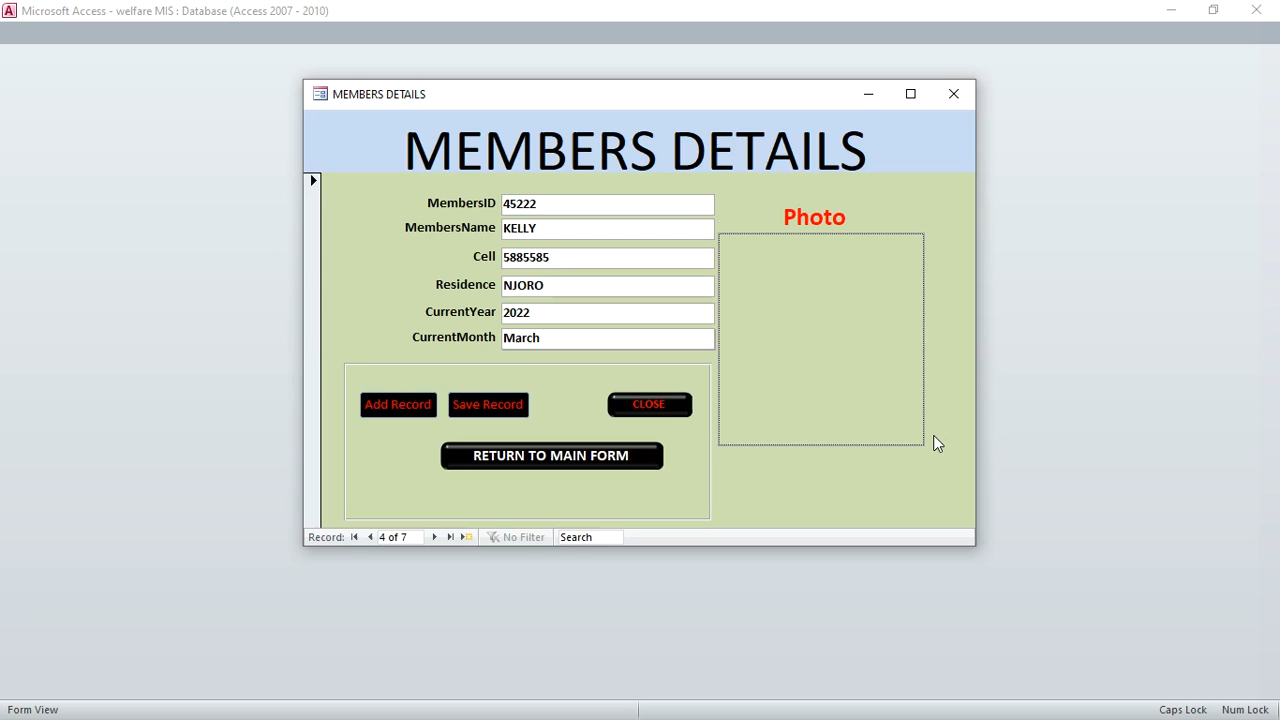 Microsoft Access - welfare MIS : Database (Access 2007 - 2010)
MEMBERS DETAILS
MEMBERS DETAILS
MembersID 45222
MembersName KELLY
Cell 5885585
Residence NJORO
CurrentYear 2022
CurrentMonth March
Photo
Add Record Save Record CLOSE
RETURN TO MAIN FORM
Record: 4 of 7 No Filter Search
Form View Caps Lock Num Lock